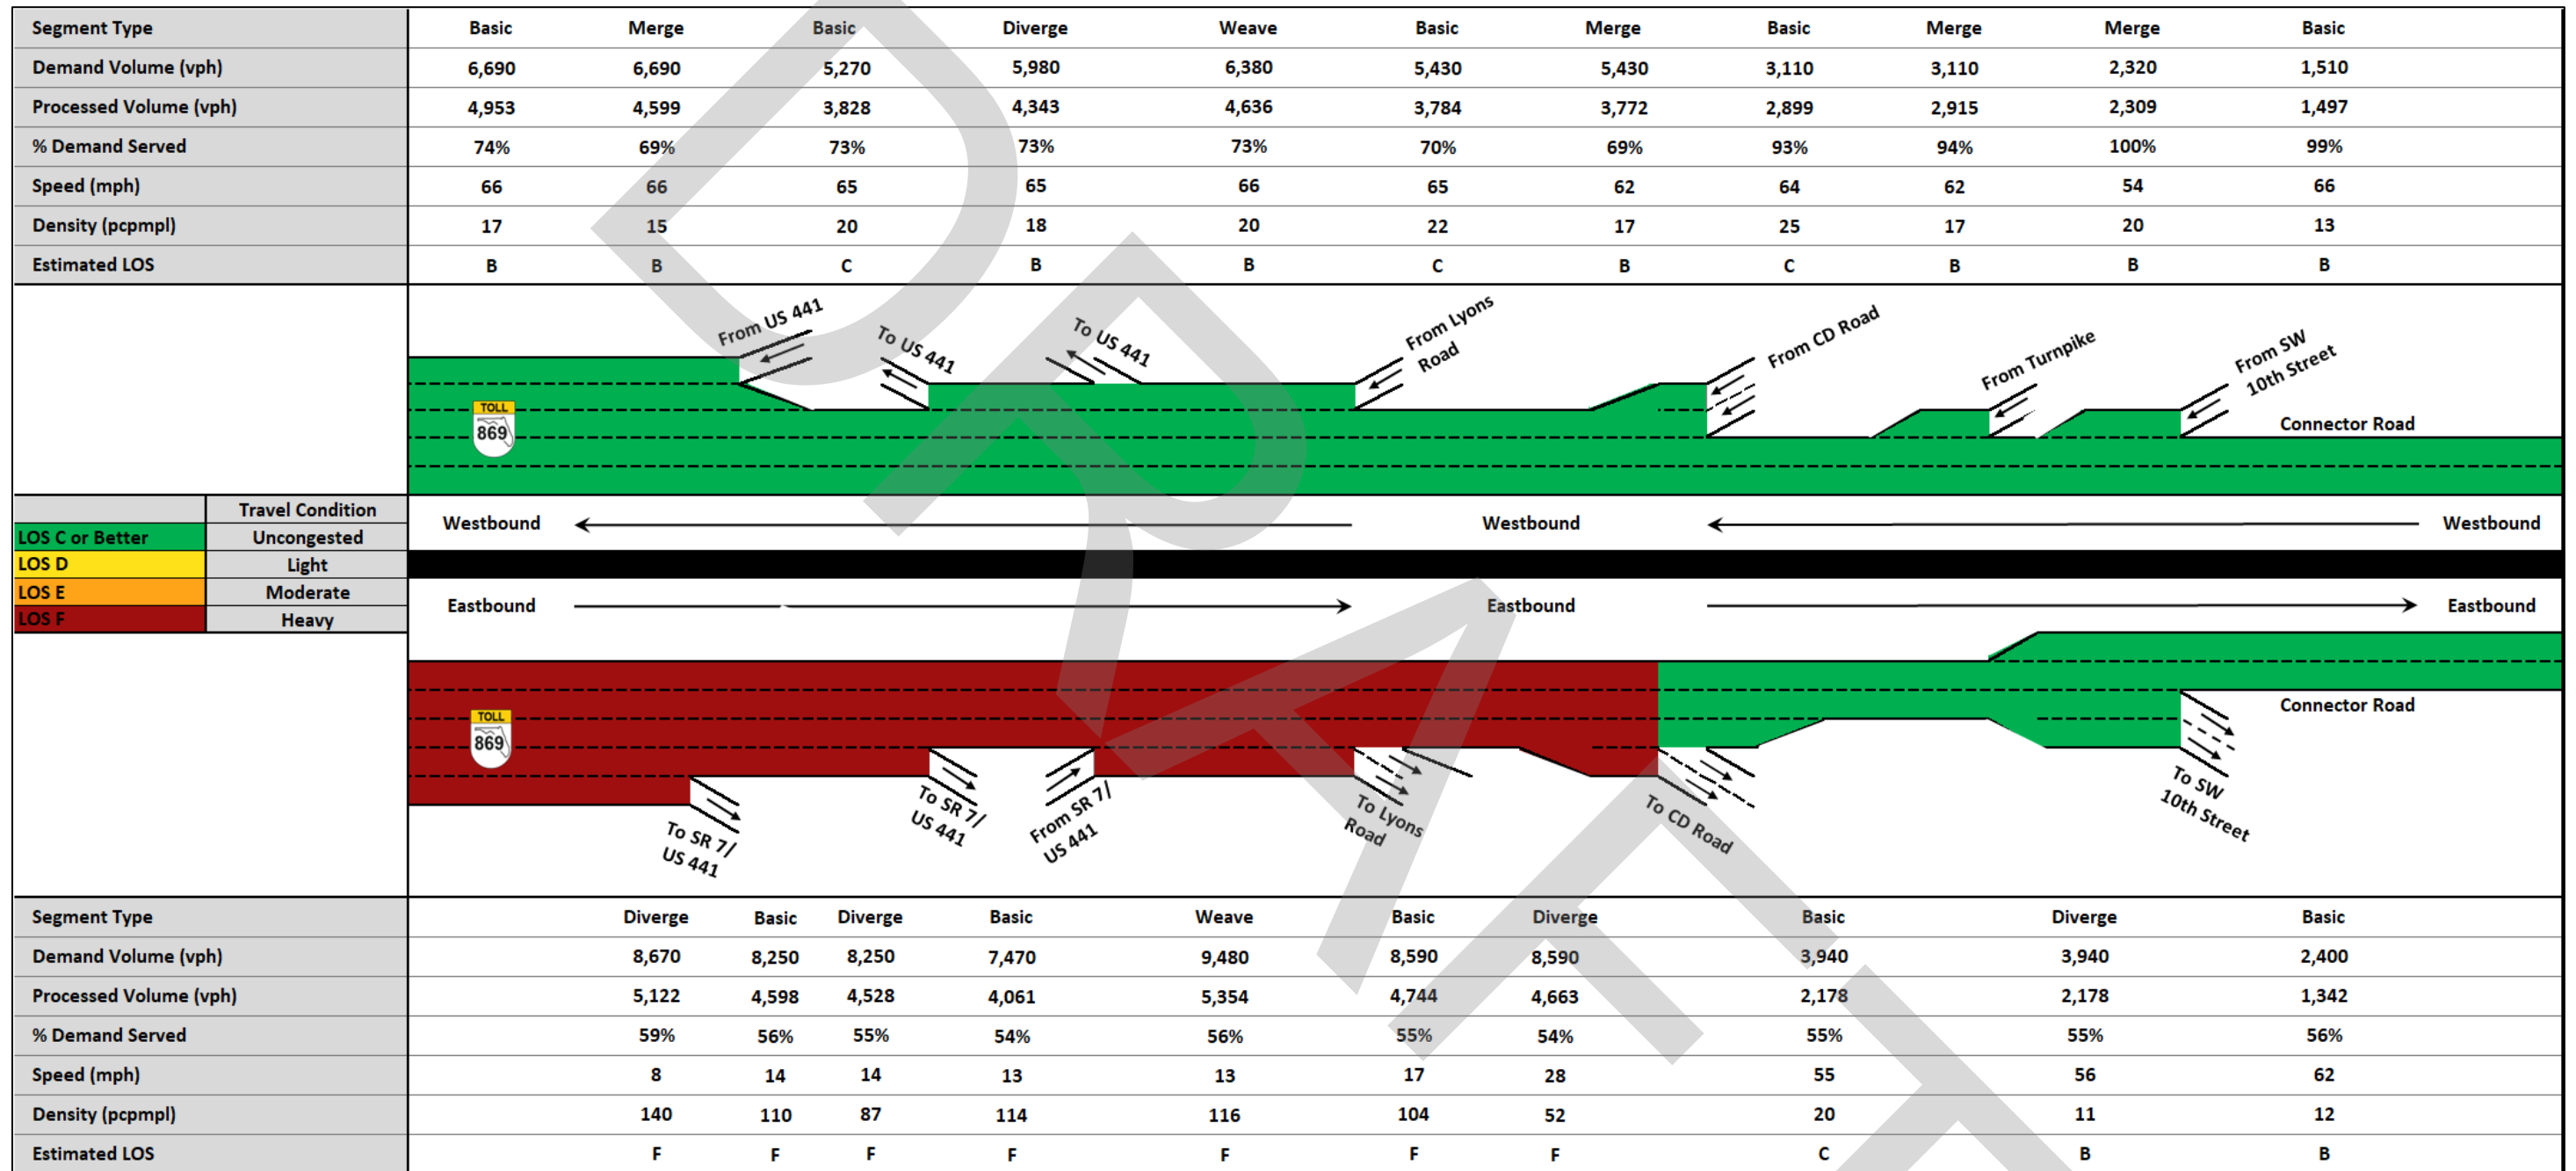 Segment Type Basic Merge Basic Diverge Weave Basic Merge Basic Merge Merge Basic
Demand Volume (vph) 6,690 6,690 5,270 5,980 6,380 5,430 5,430 3,110 3,110 2,320 1,510
Processed Volume (vph) 4,953 4,599 3,828 4,343 4,636 3,784 3,772 2,899 2,915 2,309 1,497
% Demand Served 74% 69% 73% 73% 73% 70% 69% 93% 94% 100% 99%
Speed (mph) 66 66 65 65 66 65 62 64 62 54 66
Density (pcpmpl) 17 15 20 18 20 22 17 25 17 20 13
Estimated LOS B B C B B C B C B B B
From US 441
To US 441
To US 441
From Lyons
Road
From CD Road
From Turnpike
From SW
10th Street
TOLL
869
Connector Road
Travel Condition
LOS C or Better Uncongested
LOS D Light
LOS E Moderate
LOS F Heavy
Westbound Westbound Westbound
Eastbound Eastbound Eastbound
TOLL
869
Connector Road
To SR 7/
US 441
To SR 7/
US 441
From SR 7/
US 441
To Lyons
Road
To CD Road
To SW
10th Street
Segment Type Diverge Basic Diverge Basic Weave Basic Diverge Basic Diverge Basic
Demand Volume (vph) 8,670 8,250 8,250 7,470 9,480 8,590 8,590 3,940 3,940 2,400
Processed Volume (vph) 5,122 4,598 4,528 4,061 5,354 4,744 4,663 2,178 2,178 1,342
% Demand Served 59% 56% 55% 54% 56% 55% 54% 55% 55% 56%
Speed (mph) 8 14 14 13 13 17 28 55 56 62
Density (pcpmpl) 140 110 87 114 116 104 52 20 11 12
Estimated LOS F F F F F F F C B B
DRAFT